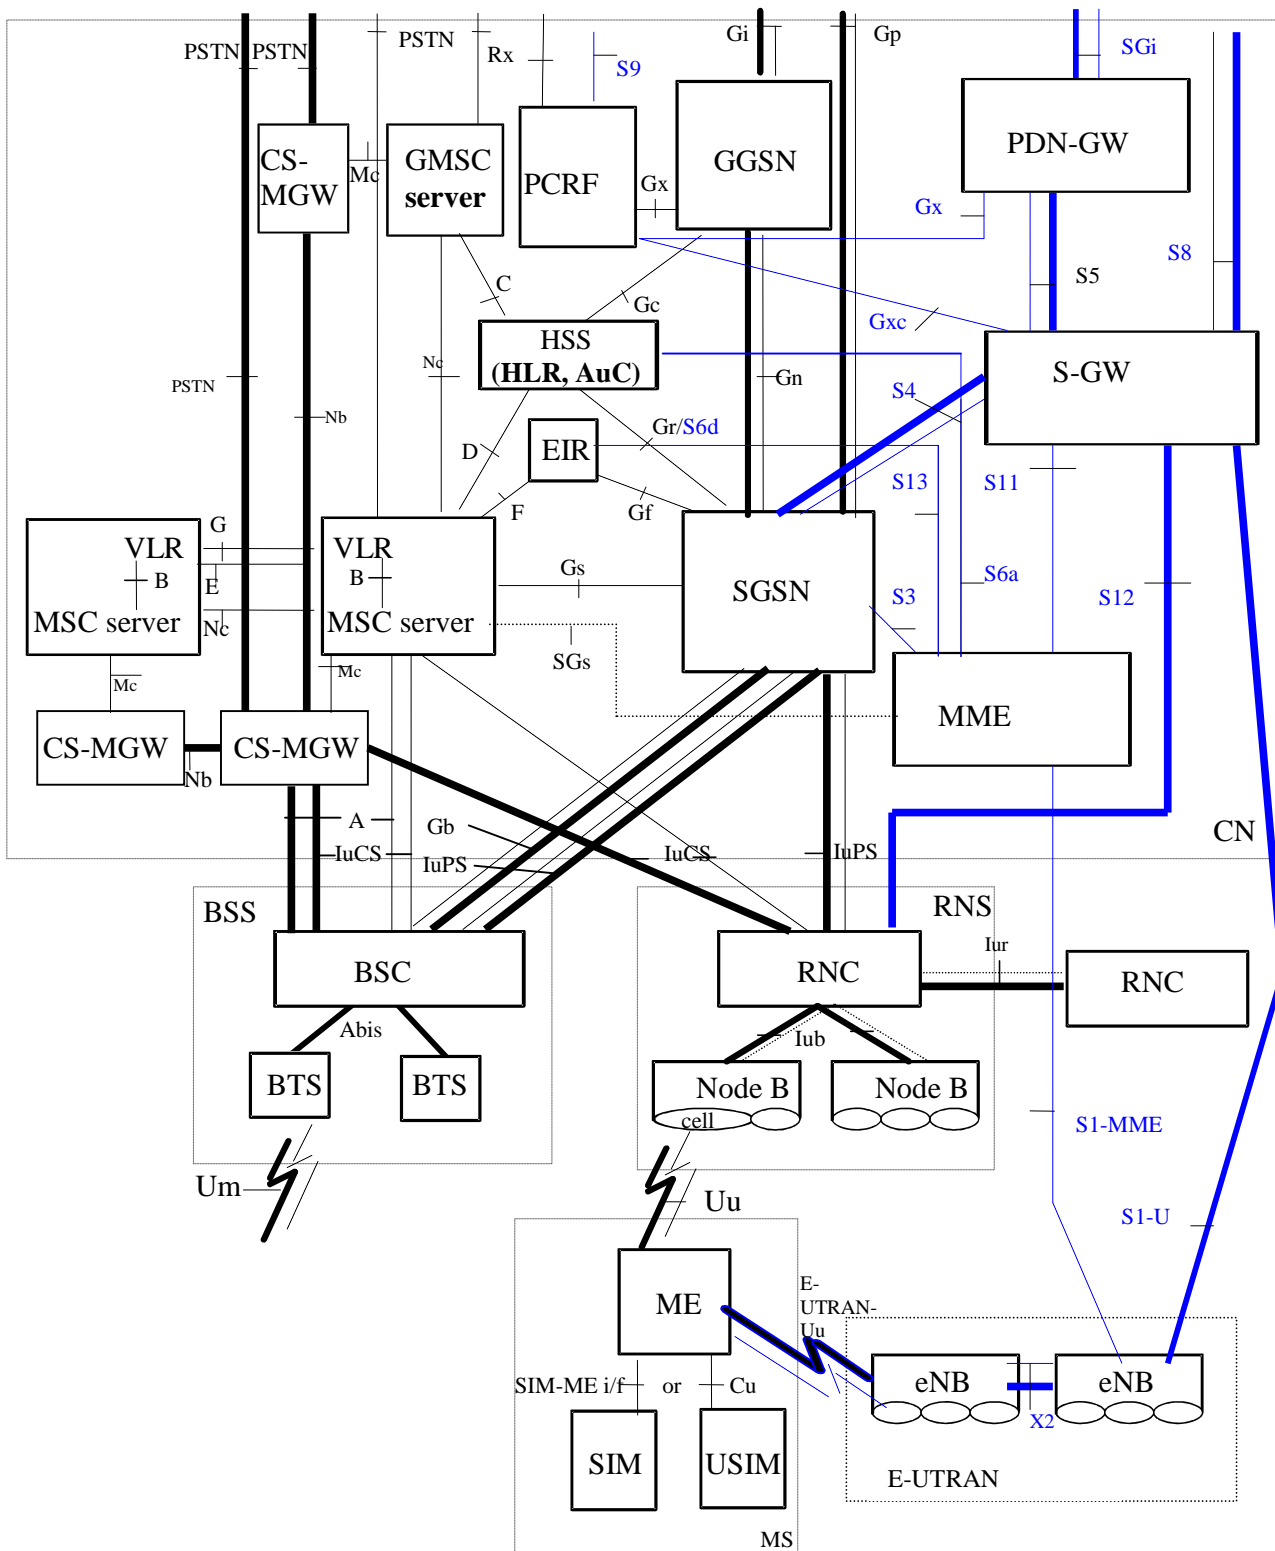 Gi
Gp
SGi
PSTN
PSTN
PSTN
Rx
S9
CS-
MGW
Mc
GMSC
server
PCRF
Gx
GGSN
PDN-GW
Gx
S8
S5
C
Gc
Gxc
HSS
(HLR, AuC)
Nc
PSTN
Gn
S-GW
S4
Nb
Gr/S6d
D
EIR
S13
S11
F
Gf
G
VLR
B
E
MSC server
Nc
VLR
B
MSC server
Gs
SGSN
S3
S6a
S12
SGs
Mc
Mc
MME
CS-MGW
Nb
CS-MGW
A
Gb
CN
IuCS
IuPS
IuCS
IuPS
BSS
RNS
BSC
RNC
Iur
RNC
Abis
Iub
BTS
BTS
Node B
cell
Node B
S1-MME
Um
Uu
S1-U
ME
E-
UTRAN-
Uu
SIM-ME i/f
or
Cu
eNB
X2
eNB
SIM
USIM
E-UTRAN
MS